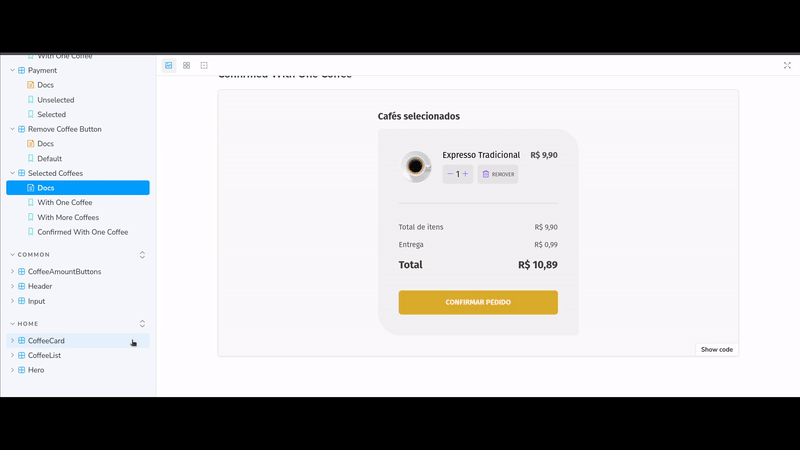 With One Coffee
Payment
Docs
Unselected
Selected
Remove Coffee Button
Docs
Default
Selected Coffees
Docs
With One Coffee
With More Coffees
Confirmed With One Coffee
COMMON
CoffeeAmountButtons
Header
Input
HOME
CoffeeCard
CoffeeList
Hero
Confirmed With One Coffee
Cafés selecionados
Expresso Tradicional R$ 9,90
1 REMOVER
Total de itens R$ 9,90
Entrega R$ 0,99
Total R$ 10,89
CONFIRMAR PEDIDO
Show code